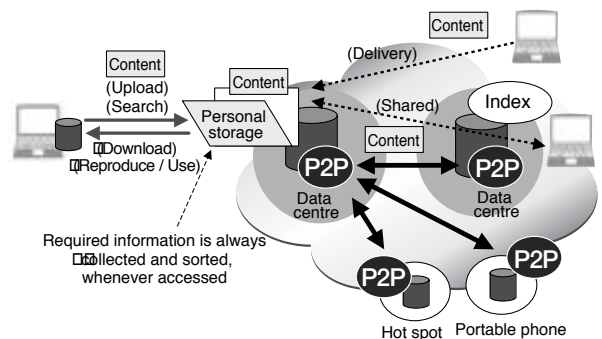 Content
(Upload)
(Search)
(Download)
(Reproduce / Use)
Content
Personal
storage
(Delivery)
Content
(Shared)
Index
Content
P2P
Data
centre
P2P
Data
centre
Required information is always
collected and sorted,
whenever accessed
P2P
Hot spot
P2P
Portable phone